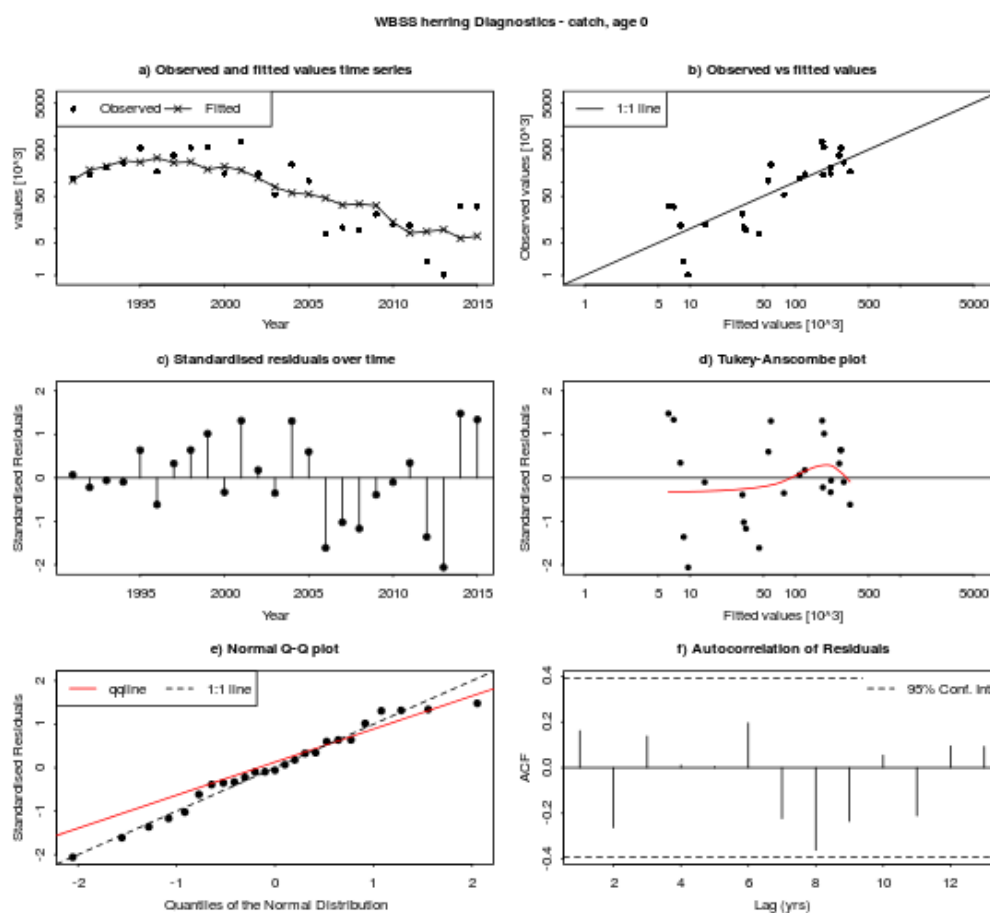 WBSS herring Diagnostics - catch, age 0
a) Observed and fitted values time series
values [10^3]
5000
500
50
5
1
Observed
Fitted
1995
2000
2005
2010
2015
Year
b) Observed vs fitted values
Observed values [10^3]
5000
500
50
5
1
1:1 line
1
5
10
50
100
500
5000
Fitted values [10^3]
c) Standardised residuals over time
Standardised Residuals
2
1
0
-1
-2
1995
2000
2005
2010
2015
Year
d) Tukey-Anscombe plot
Standardised Residuals
2
1
0
-1
-2
1
5
10
50
100
500
5000
Fitted values [10^3]
e) Normal Q-Q plot
Standardised Residuals
2
1
0
-1
-2
qqline
1:1 line
-2
-1
0
1
2
Quantiles of the Normal Distribution
f) Autocorrelation of Residuals
ACF
0.4
0.2
0.0
-0.2
-0.4
95% Conf. Int
2
4
6
8
10
12
Lag (yrs)